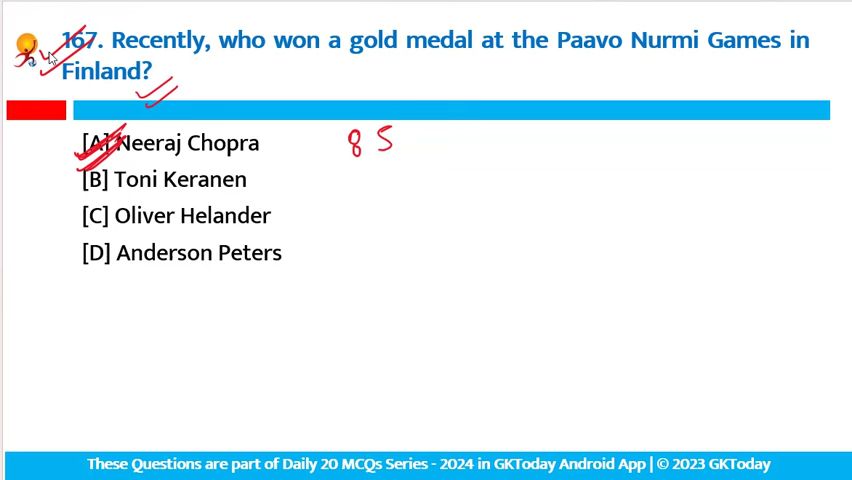 167. Recently, who won a gold medal at the Paavo Nurmi Games in
Finland?
[A] Neeraj Chopra 85
[B] Toni Keranen
[C] Oliver Helander
[D] Anderson Peters
These Questions are part of Daily 20 MCQs Series - 2024 in GKToday Android App | © 2023 GKToday